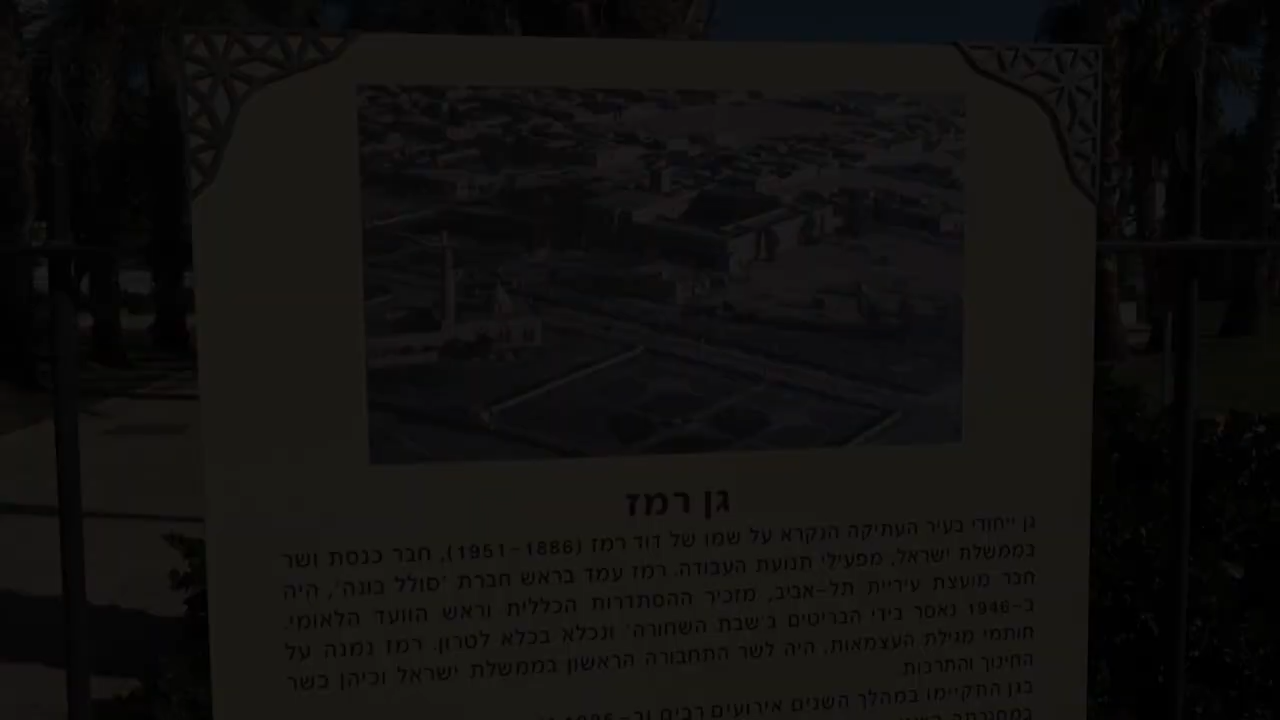 גן רמז
גן ייחודי בעיר העתיקה הנקרא על שמו של דוד רמז (1886-1951), חבר כנסת ושר
בממשלת ישראל, מפעילי תנועת העבודה. רמז עמד בראש חברת 'סולל בונה', היה
חבר מועצת עיריית תל-אביב, מזכיר ההסתדרות הכללית וראש הוועד הלאומי.
ב-1946 נאסר בידי הבריטים ב'שבת השחורה' ונכלא בכלא לטרון. רמז נמנה על
חותמי מגילת העצמאות, היה לשר התחבורה הראשון בממשלת ישראל וכיהן כשר
החינוך והתרבות.
בגן התקיימו במהלך השנים אירועים רבים וב-1986